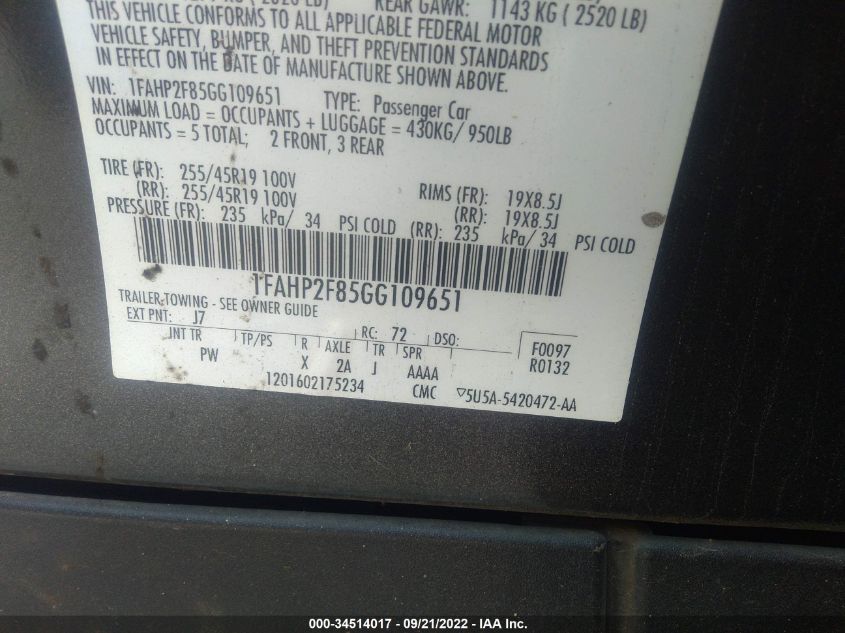 REAR GAWR: 1143 KG ( 2520 LB)
THIS VEHICLE CONFORMS TO ALL APPLICABLE FEDERAL MOTOR
VEHICLE SAFETY, BUMPER, AND THEFT PREVENTION STANDARDS
IN EFFECT ON THE DATE OF MANUFACTURE SHOWN ABOVE.
VIN: 1FAHP2F85GG109651 TYPE: Passenger Car
MAXIMUM LOAD = OCCUPANTS + LUGGAGE = 430KG/ 950LB
OCCUPANTS = 5 TOTAL; 2 FRONT, 3 REAR
TIRE (FR): 255/45R19 100V RIMS (FR): 19X8.5J
(RR): 255/45R19 100V (RR): 19X8.5J
PRESSURE (FR): 235 kPa/ 34 PSI COLD (RR): 235 kPa/ 34 PSI COLD
1FAHP2F85GG109651
TRAILER TOWING - SEE OWNER GUIDE
EXT PNT: J7 RC: 72 DSO: F0097
INT TR TP/PS R AXLE TR SPR R0132
PW X 2A J AAAA
1201602175234 CMC ▽5U5A-5420472-AA
000-34514017 - 09/21/2022 - IAA Inc.